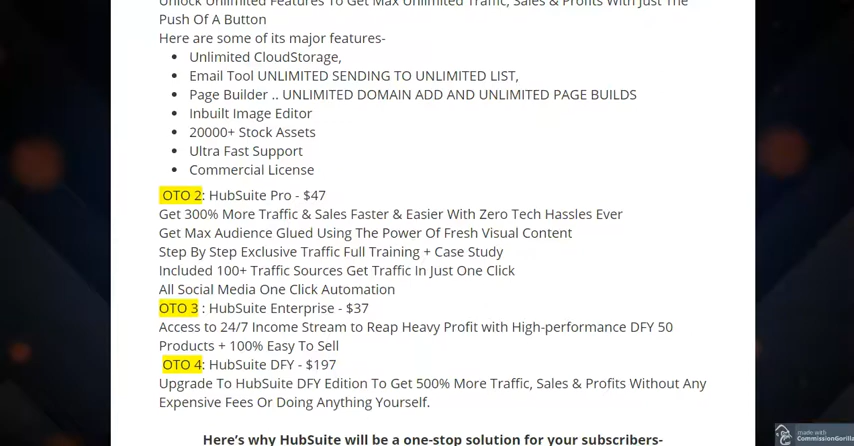 Unlock Unlimited Features To Get Max Unlimited Traffic, Sales & Profits With Just The
Push Of A Button
Here are some of its major features-
Unlimited CloudStorage,
Email Tool UNLIMITED SENDING TO UNLIMITED LIST,
Page Builder .. UNLIMITED DOMAIN ADD AND UNLIMITED PAGE BUILDS
Inbuilt Image Editor
20000+ Stock Assets
Ultra Fast Support
Commercial License
OTO 2: HubSuite Pro - $47
Get 300% More Traffic & Sales Faster & Easier With Zero Tech Hassles Ever
Get Max Audience Glued Using The Power Of Fresh Visual Content
Step By Step Exclusive Traffic Full Training + Case Study
Included 100+ Traffic Sources Get Traffic In Just One Click
All Social Media One Click Automation
OTO 3 : HubSuite Enterprise - $37
Access to 24/7 Income Stream to Reap Heavy Profit with High-performance DFY 50
Products + 100% Easy To Sell
OTO 4: HubSuite DFY - $197
Upgrade To HubSuite DFY Edition To Get 500% More Traffic, Sales & Profits Without Any
Expensive Fees Or Doing Anything Yourself.
Here's why HubSuite will be a one-stop solution for your subscribers-
made with
CommissionGorilla